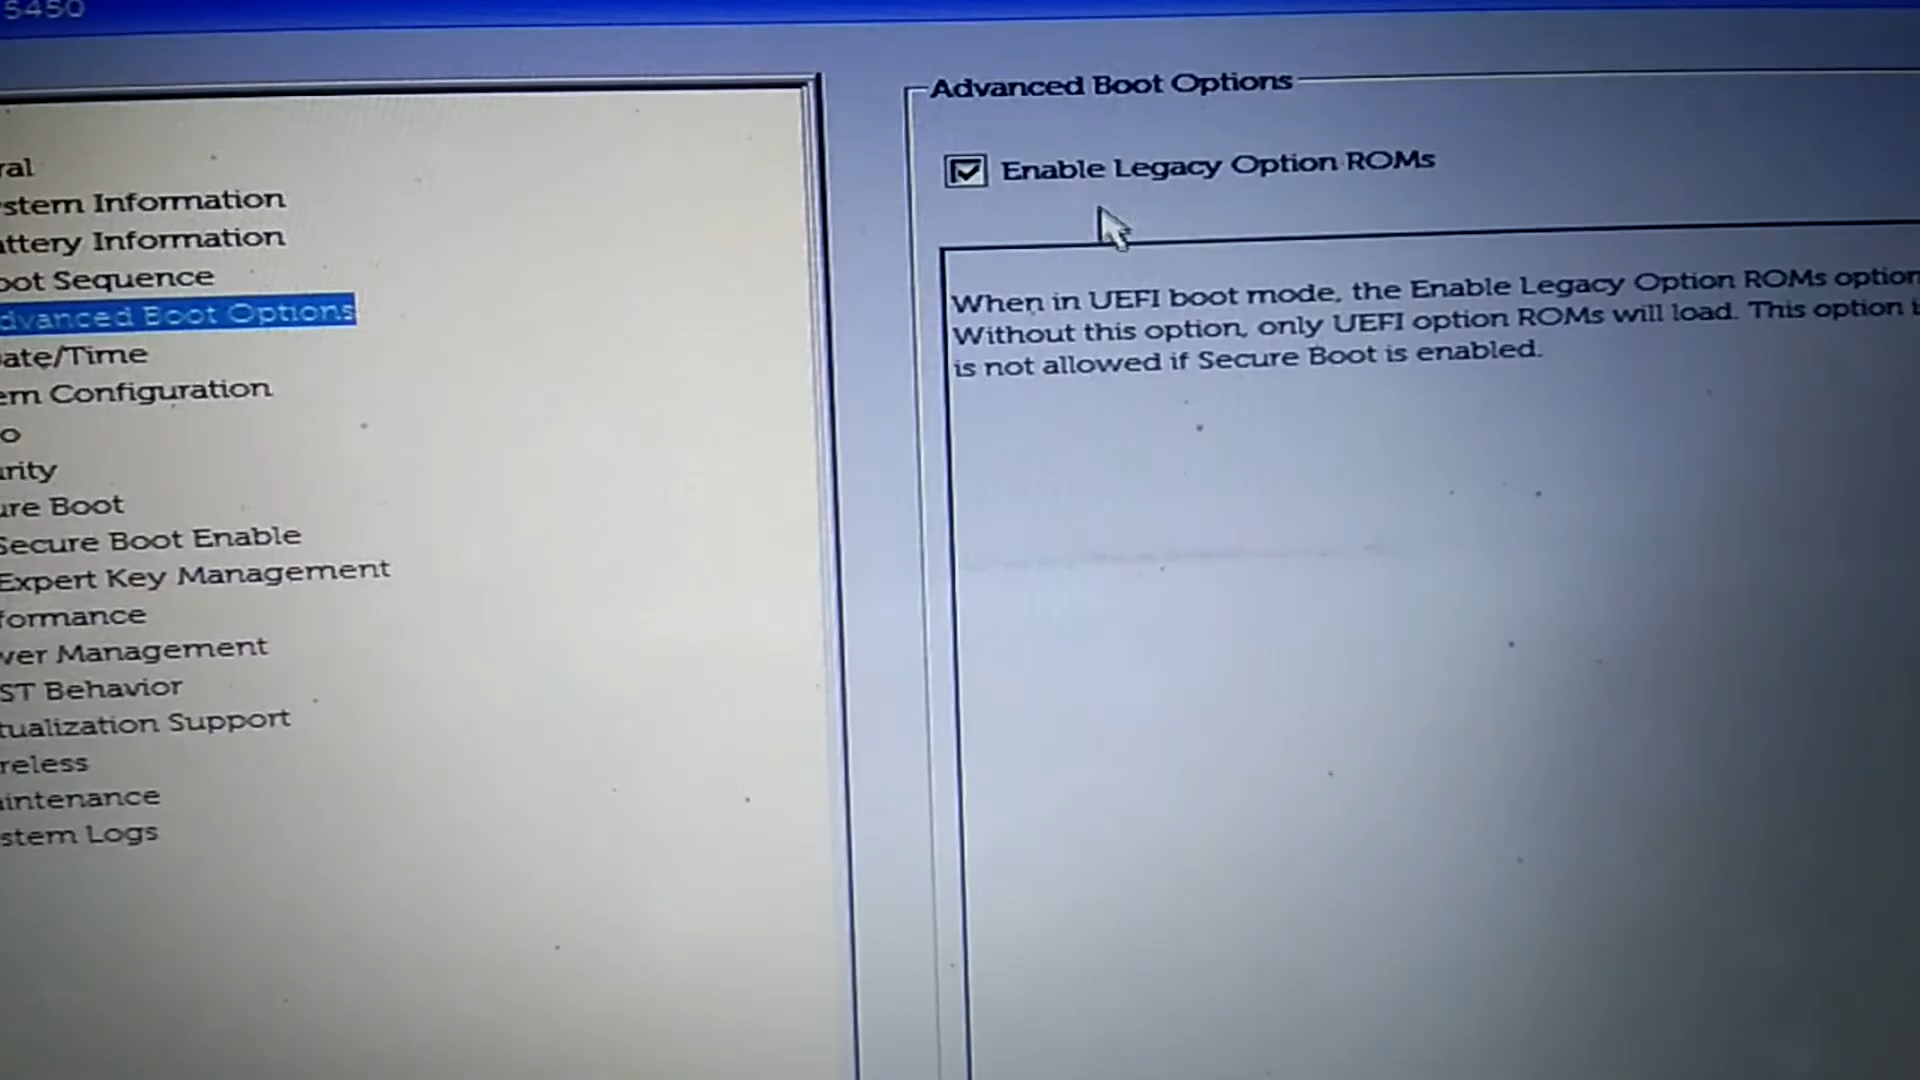 5450
ral
stem Information
attery Information
oot Sequence
dvanced Boot Options
ate/Time
em Configuration
o
urity
ure Boot
Secure Boot Enable
Expert Key Management
formance
wer Management
ST Behavior
tualization Support
reless
aintenance
stem Logs
Advanced Boot Options
Enable Legacy Option ROMs
When in UEFI boot mode, the Enable Legacy Option ROMs option
Without this option, only UEFI option ROMs will load. This option i
is not allowed if Secure Boot is enabled.